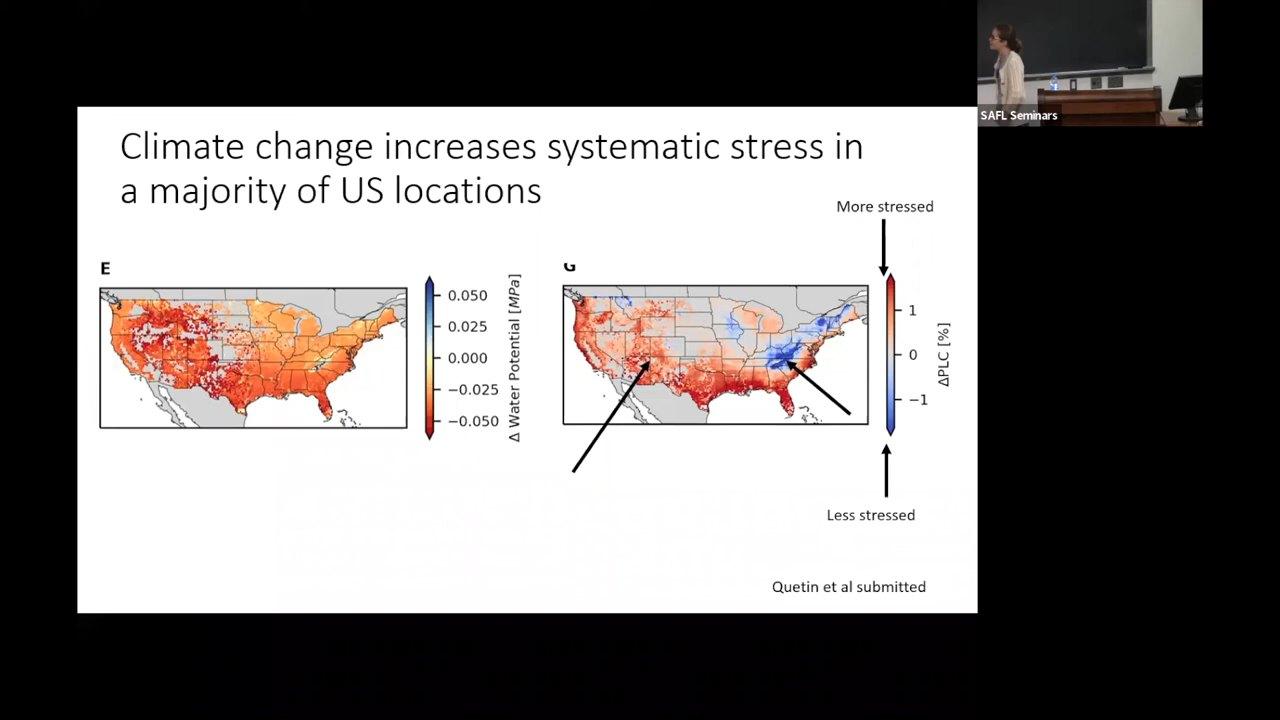 SAFL Seminars
Climate change increases systematic stress in
a majority of US locations
More stressed
E
0.050
0.025
0.000
−0.025
−0.050
Δ Water Potential [MPa]
G
1
0
−1
ΔPLC [%]
Less stressed
Quetin et al submitted